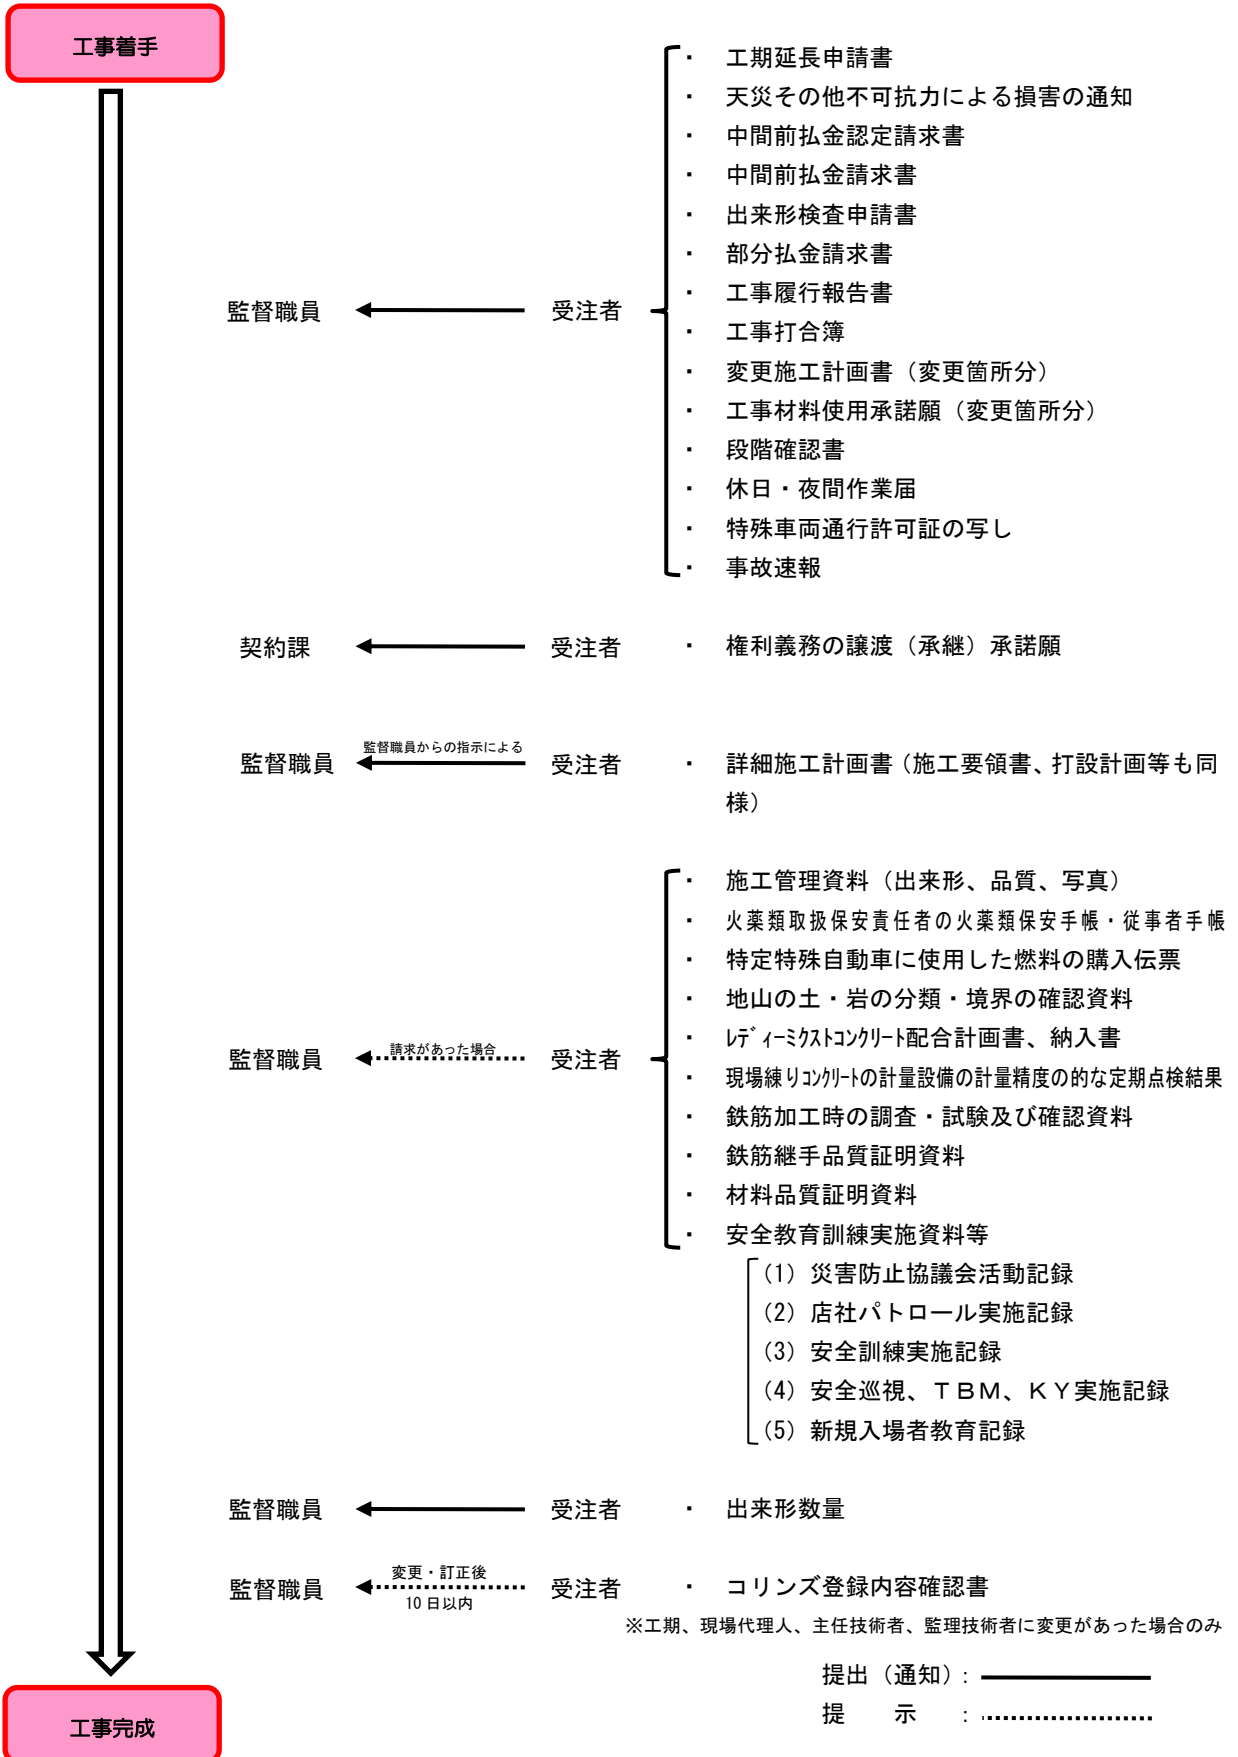 工事着手
・ 工期延長申請書
・ 天災その他不可抗力による損害の通知
・ 中間前払金認定請求書
・ 中間前払金請求書
・ 出来形検査申請書
・ 部分払金請求書
監督職員 受注者 ・ 工事履行報告書
・ 工事打合簿
・ 変更施工計画書（変更箇所分）
・ 工事材料使用承諾願（変更箇所分）
・ 段階確認書
・ 休日・夜間作業届
・ 特殊車両通行許可証の写し
・ 事故速報
契約課 受注者 ・ 権利義務の譲渡（承継）承諾願
監督職員からの指示による
監督職員 受注者 ・ 詳細施工計画書（施工要領書、打設計画等も同
様）
・ 施工管理資料（出来形、品質、写真）
・ 火薬類取扱保安責任者の火薬類保安手帳・従事者手帳
・ 特定特殊自動車に使用した燃料の購入伝票
・ 地山の土・岩の分類・境界の確認資料
・ ﾚﾃﾞｨｰﾐｸｽﾄｺﾝｸﾘｰﾄ配合計画書、納入書
請求があった場合
監督職員 受注者
・ 現場練りｺﾝｸﾘｰﾄの計量設備の計量精度の的な定期点検結果
・ 鉄筋加工時の調査・試験及び確認資料
・ 鉄筋継手品質証明資料
・ 材料品質証明資料
・ 安全教育訓練実施資料等
（1）災害防止協議会活動記録
（2）店社パトロール実施記録
（3）安全訓練実施記録
（4）安全巡視、ＴＢＭ、ＫＹ実施記録
（5）新規入場者教育記録
監督職員 受注者 ・ 出来形数量
変更・訂正後
監督職員 受注者 ・ コリンズ登録内容確認書
10日以内
※工期、現場代理人、主任技術者、監理技術者に変更があった場合のみ
提出（通知）：
提　　示　：
工事完成